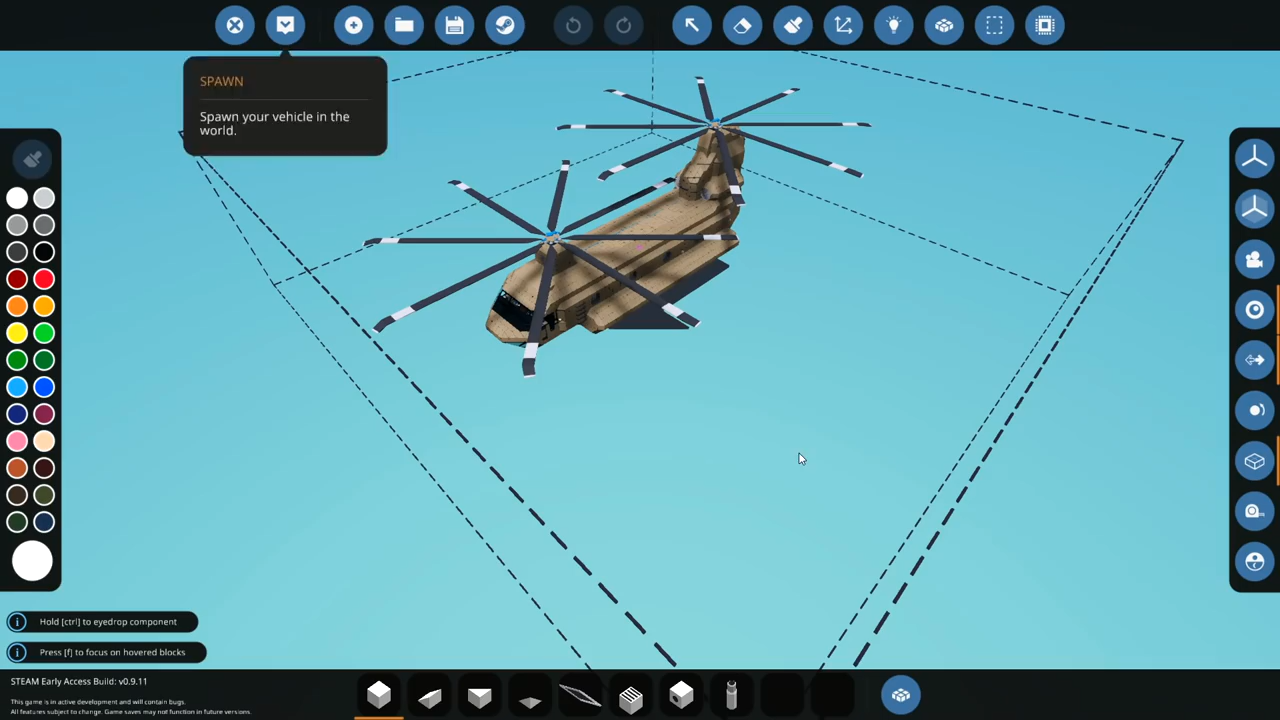 SPAWN
Spawn your vehicle in the
world.
Hold [ctrl] to eyedrop component
Press [f] to focus on hovered blocks
STEAM Early Access Build: v0.9.11
This game is in active development and will contain bugs.
All features subject to change. Game saves may not function in future versions.